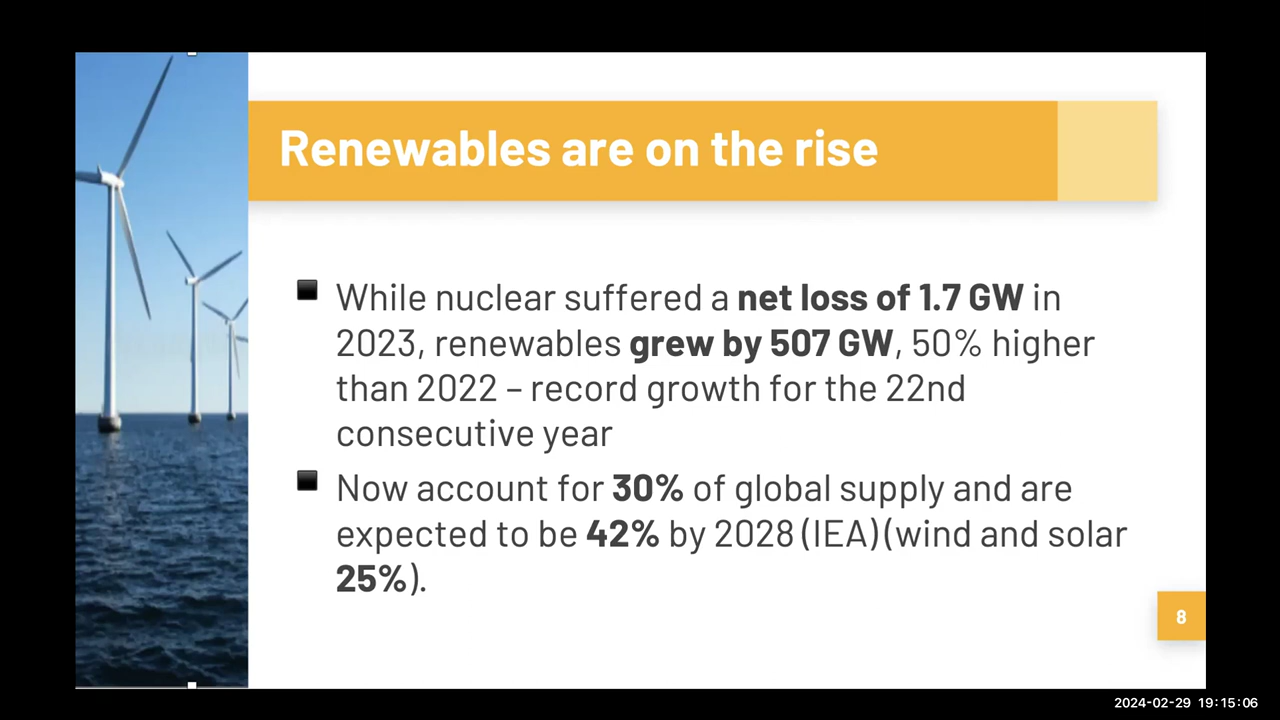 Renewables are on the rise
While nuclear suffered a net loss of 1.7 GW in
2023, renewables grew by 507 GW, 50% higher
than 2022 – record growth for the 22nd
consecutive year
Now account for 30% of global supply and are
expected to be 42% by 2028 (IEA) (wind and solar
25%).
8
2024-02-29 19:15:06